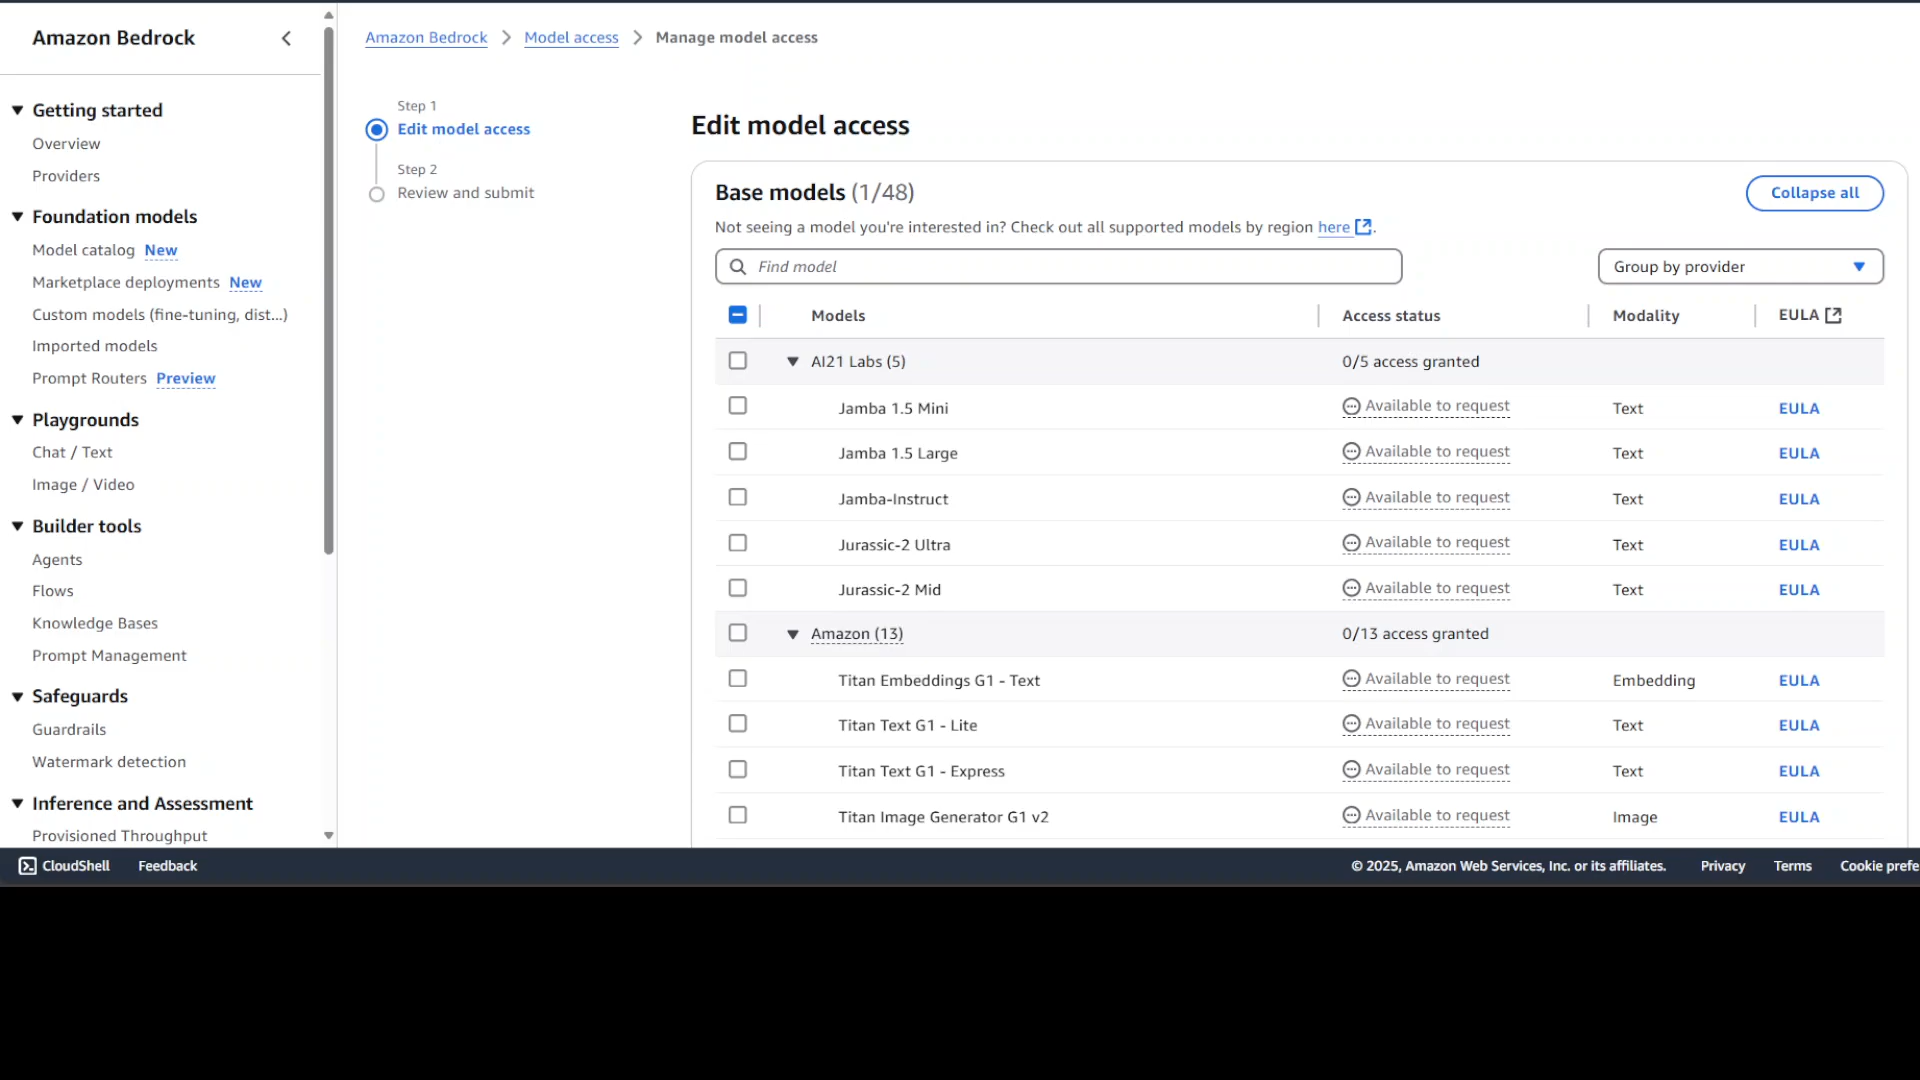 Amazon Bedrock
Getting started
Overview
Providers
Foundation models
Model catalog New
Marketplace deployments New
Custom models (fine-tuning, dist...)
Imported models
Prompt Routers Preview
Playgrounds
Chat / Text
Image / Video
Builder tools
Agents
Flows
Knowledge Bases
Prompt Management
Safeguards
Guardrails
Watermark detection
Inference and Assessment
Provisioned Throughput
Amazon Bedrock > Model access > Manage model access
Step 1
Edit model access
Step 2
Review and submit
Edit model access
Base models (1/48)
Collapse all
Not seeing a model you're interested in? Check out all supported models by region here.
Find model
Group by provider
Models Access status Modality EULA
AI21 Labs (5) 0/5 access granted
Jamba 1.5 Mini Available to request Text EULA
Jamba 1.5 Large Available to request Text EULA
Jamba-Instruct Available to request Text EULA
Jurassic-2 Ultra Available to request Text EULA
Jurassic-2 Mid Available to request Text EULA
Amazon (13) 0/13 access granted
Titan Embeddings G1 - Text Available to request Embedding EULA
Titan Text G1 - Lite Available to request Text EULA
Titan Text G1 - Express Available to request Text EULA
Titan Image Generator G1 v2 Available to request Image EULA
CloudShell Feedback © 2025, Amazon Web Services, Inc. or its affiliates. Privacy Terms Cookie prefe